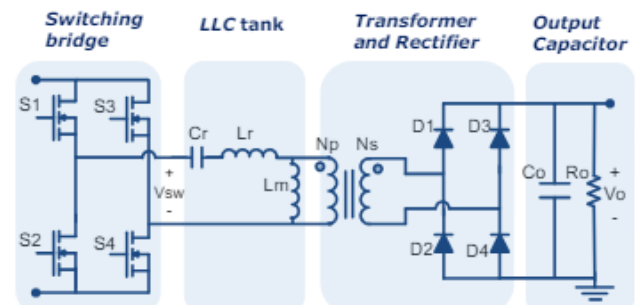 Switching
bridge
LLC tank
Transformer
and Rectifier
Output
Capacitor
S1
S3
Cr
Lr
Np
Ns
D1
D3
+
Vsw
-
Lm
Co
Ro
+
Vo
-
S2
S4
D2
D4